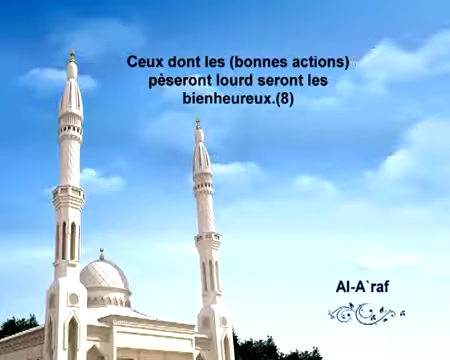 Ceux dont les (bonnes actions)
pèseront lourd seront les
bienheureux.(8)
Al-A`raf